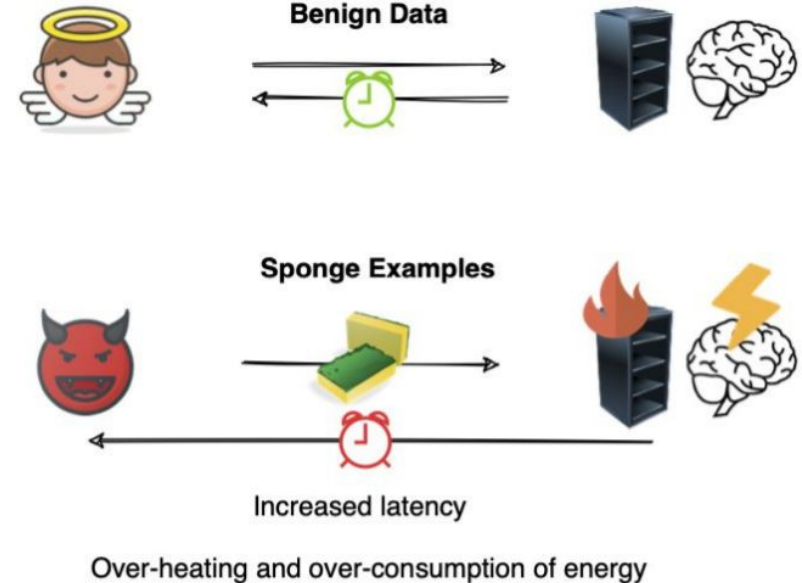 Benign Data
Sponge Examples
Increased latency
Over-heating and over-consumption of energy